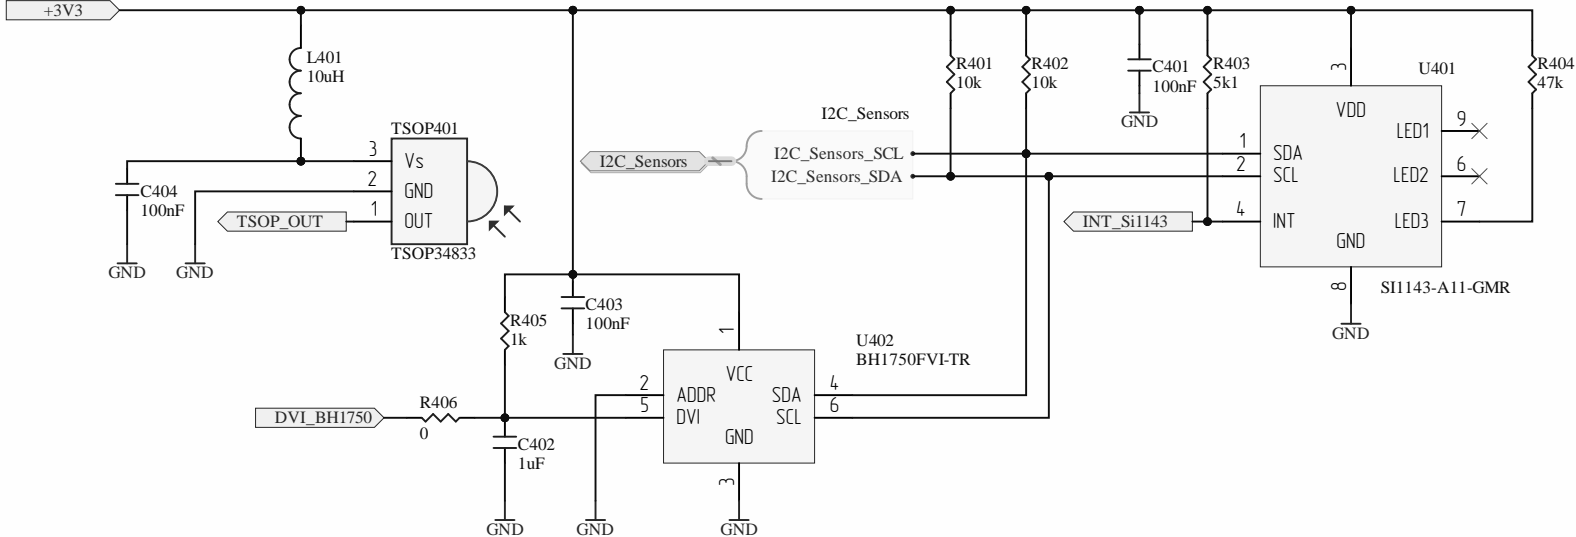 +3V3
L401
10uH
TSOP401
3
Vs
2
GND
1
OUT
TSOP34833
TSOP_OUT
C404
100nF
GND
GND
I2C_Sensors
I2C_Sensors
I2C_Sensors_SCL
I2C_Sensors_SDA
R401
10k
R402
10k
C401
100nF
GND
R403
5k1
U401
R404
47k
3
VDD
LED1
9
1
SDA
2
SCL
LED2
6
INT_Si1143
4
INT
LED3
7
GND
8
SI1143-A11-GMR
GND
C403
100nF
GND
R405
1k
U402
BH1750FVI-TR
1
VCC
2
ADDR
SDA
4
5
DVI
SCL
6
GND
3
DVI_BH1750
R406
0
C402
1uF
GND
GND
GND